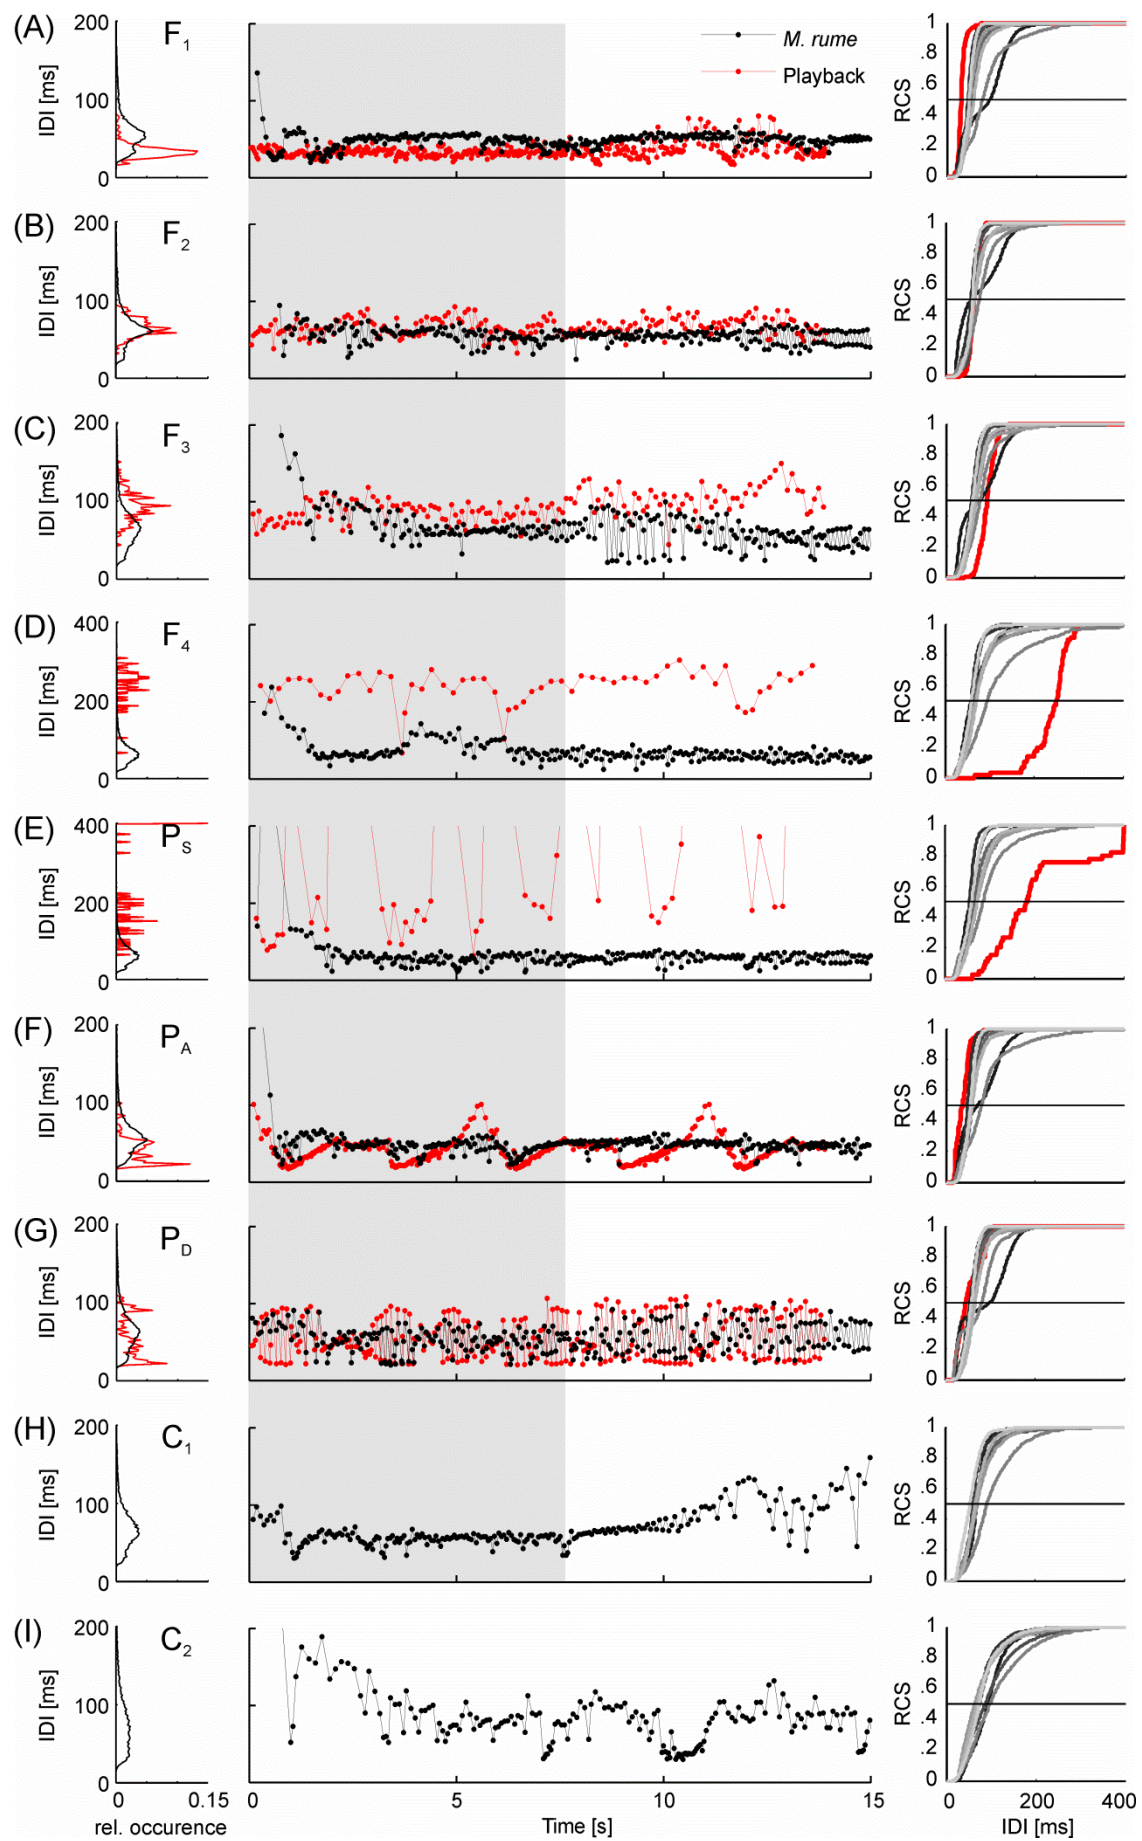 (A) F1 200 100 0 IDI [ms] M. rume Playback RCS 1 .8 .6 .4 .2 0
(B) F2 200 100 0 IDI [ms] RCS 1 .8 .6 .4 .2 0
(C) F3 200 100 0 IDI [ms] RCS 1 .8 .6 .4 .2 0
(D) F4 400 200 0 IDI [ms] RCS 1 .8 .6 .4 .2 0
(E) PS 400 200 0 IDI [ms] RCS 1 .8 .6 .4 .2 0
(F) PA 200 100 0 IDI [ms] RCS 1 .8 .6 .4 .2 0
(G) PD 200 100 0 IDI [ms] RCS 1 .8 .6 .4 .2 0
(H) C1 200 100 0 IDI [ms] RCS 1 .8 .6 .4 .2 0
(I) C2 200 100 0 IDI [ms] RCS 1 .8 .6 .4 .2 0
0 0.15 0 5 10 15 0 200 400
rel. occurence Time [s] IDI [ms]